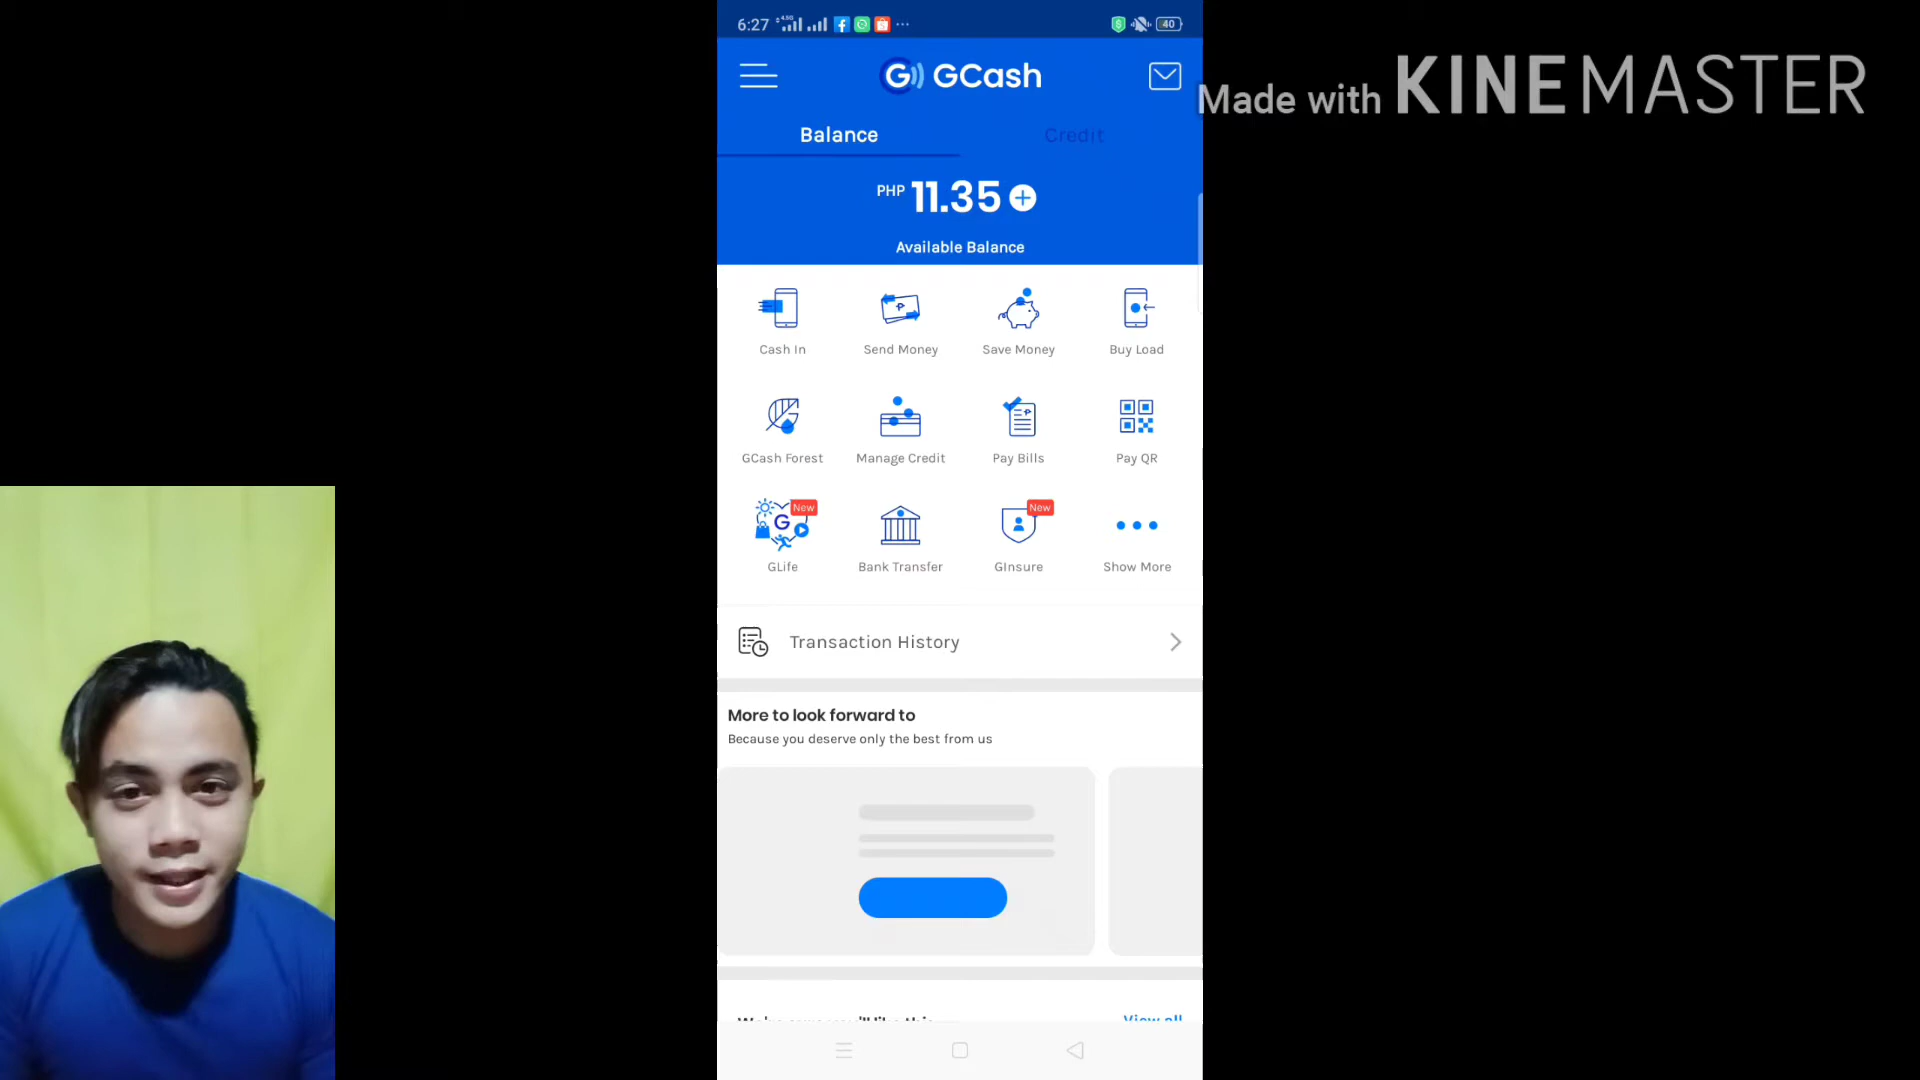 6:27
40
GCash
Made with KINEMASTER
Balance
Credit
PHP 11.35
Available Balance
Cash In
Send Money
Save Money
Buy Load
GCash Forest
Manage Credit
Pay Bills
Pay QR
New
New
GLife
Bank Transfer
GInsure
Show More
Transaction History
More to look forward to
Because you deserve only the best from us
View all